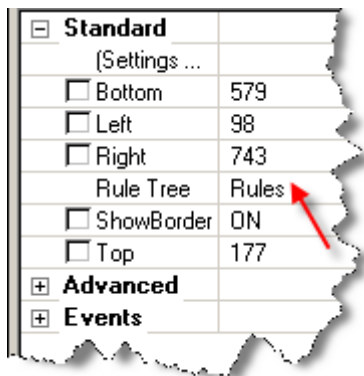 Standard
(Settings ...
Bottom 579
Left 98
Right 743
Rule Tree Rules
ShowBorder ON
Top 177
Advanced
Events